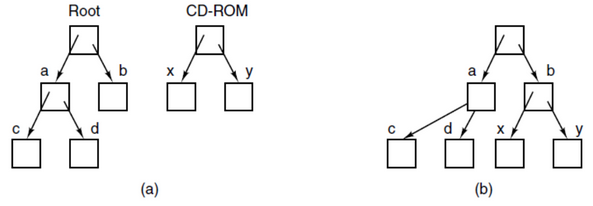 Root CD-ROM
a b x y a b
c d c d x y
(a) (b)